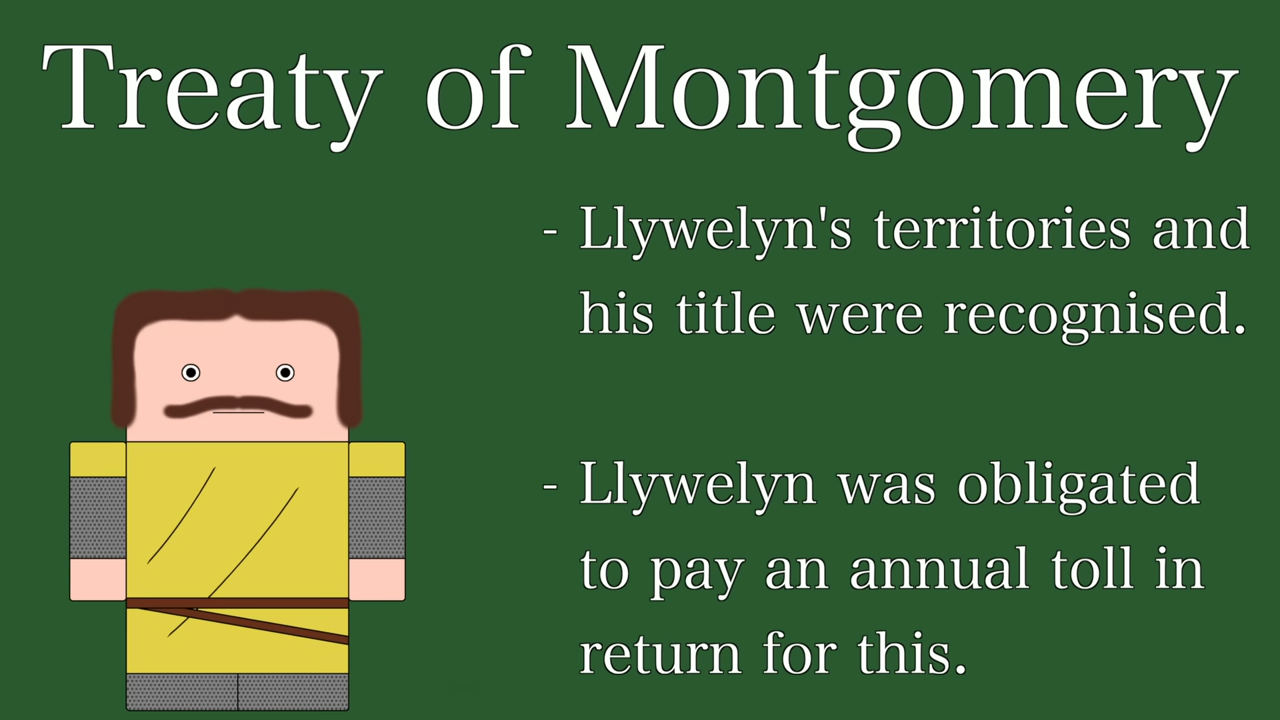 Treaty of Montgomery
- Llywelyn's territories and
his title were recognised.
- Llywelyn was obligated
to pay an annual toll in
return for this.